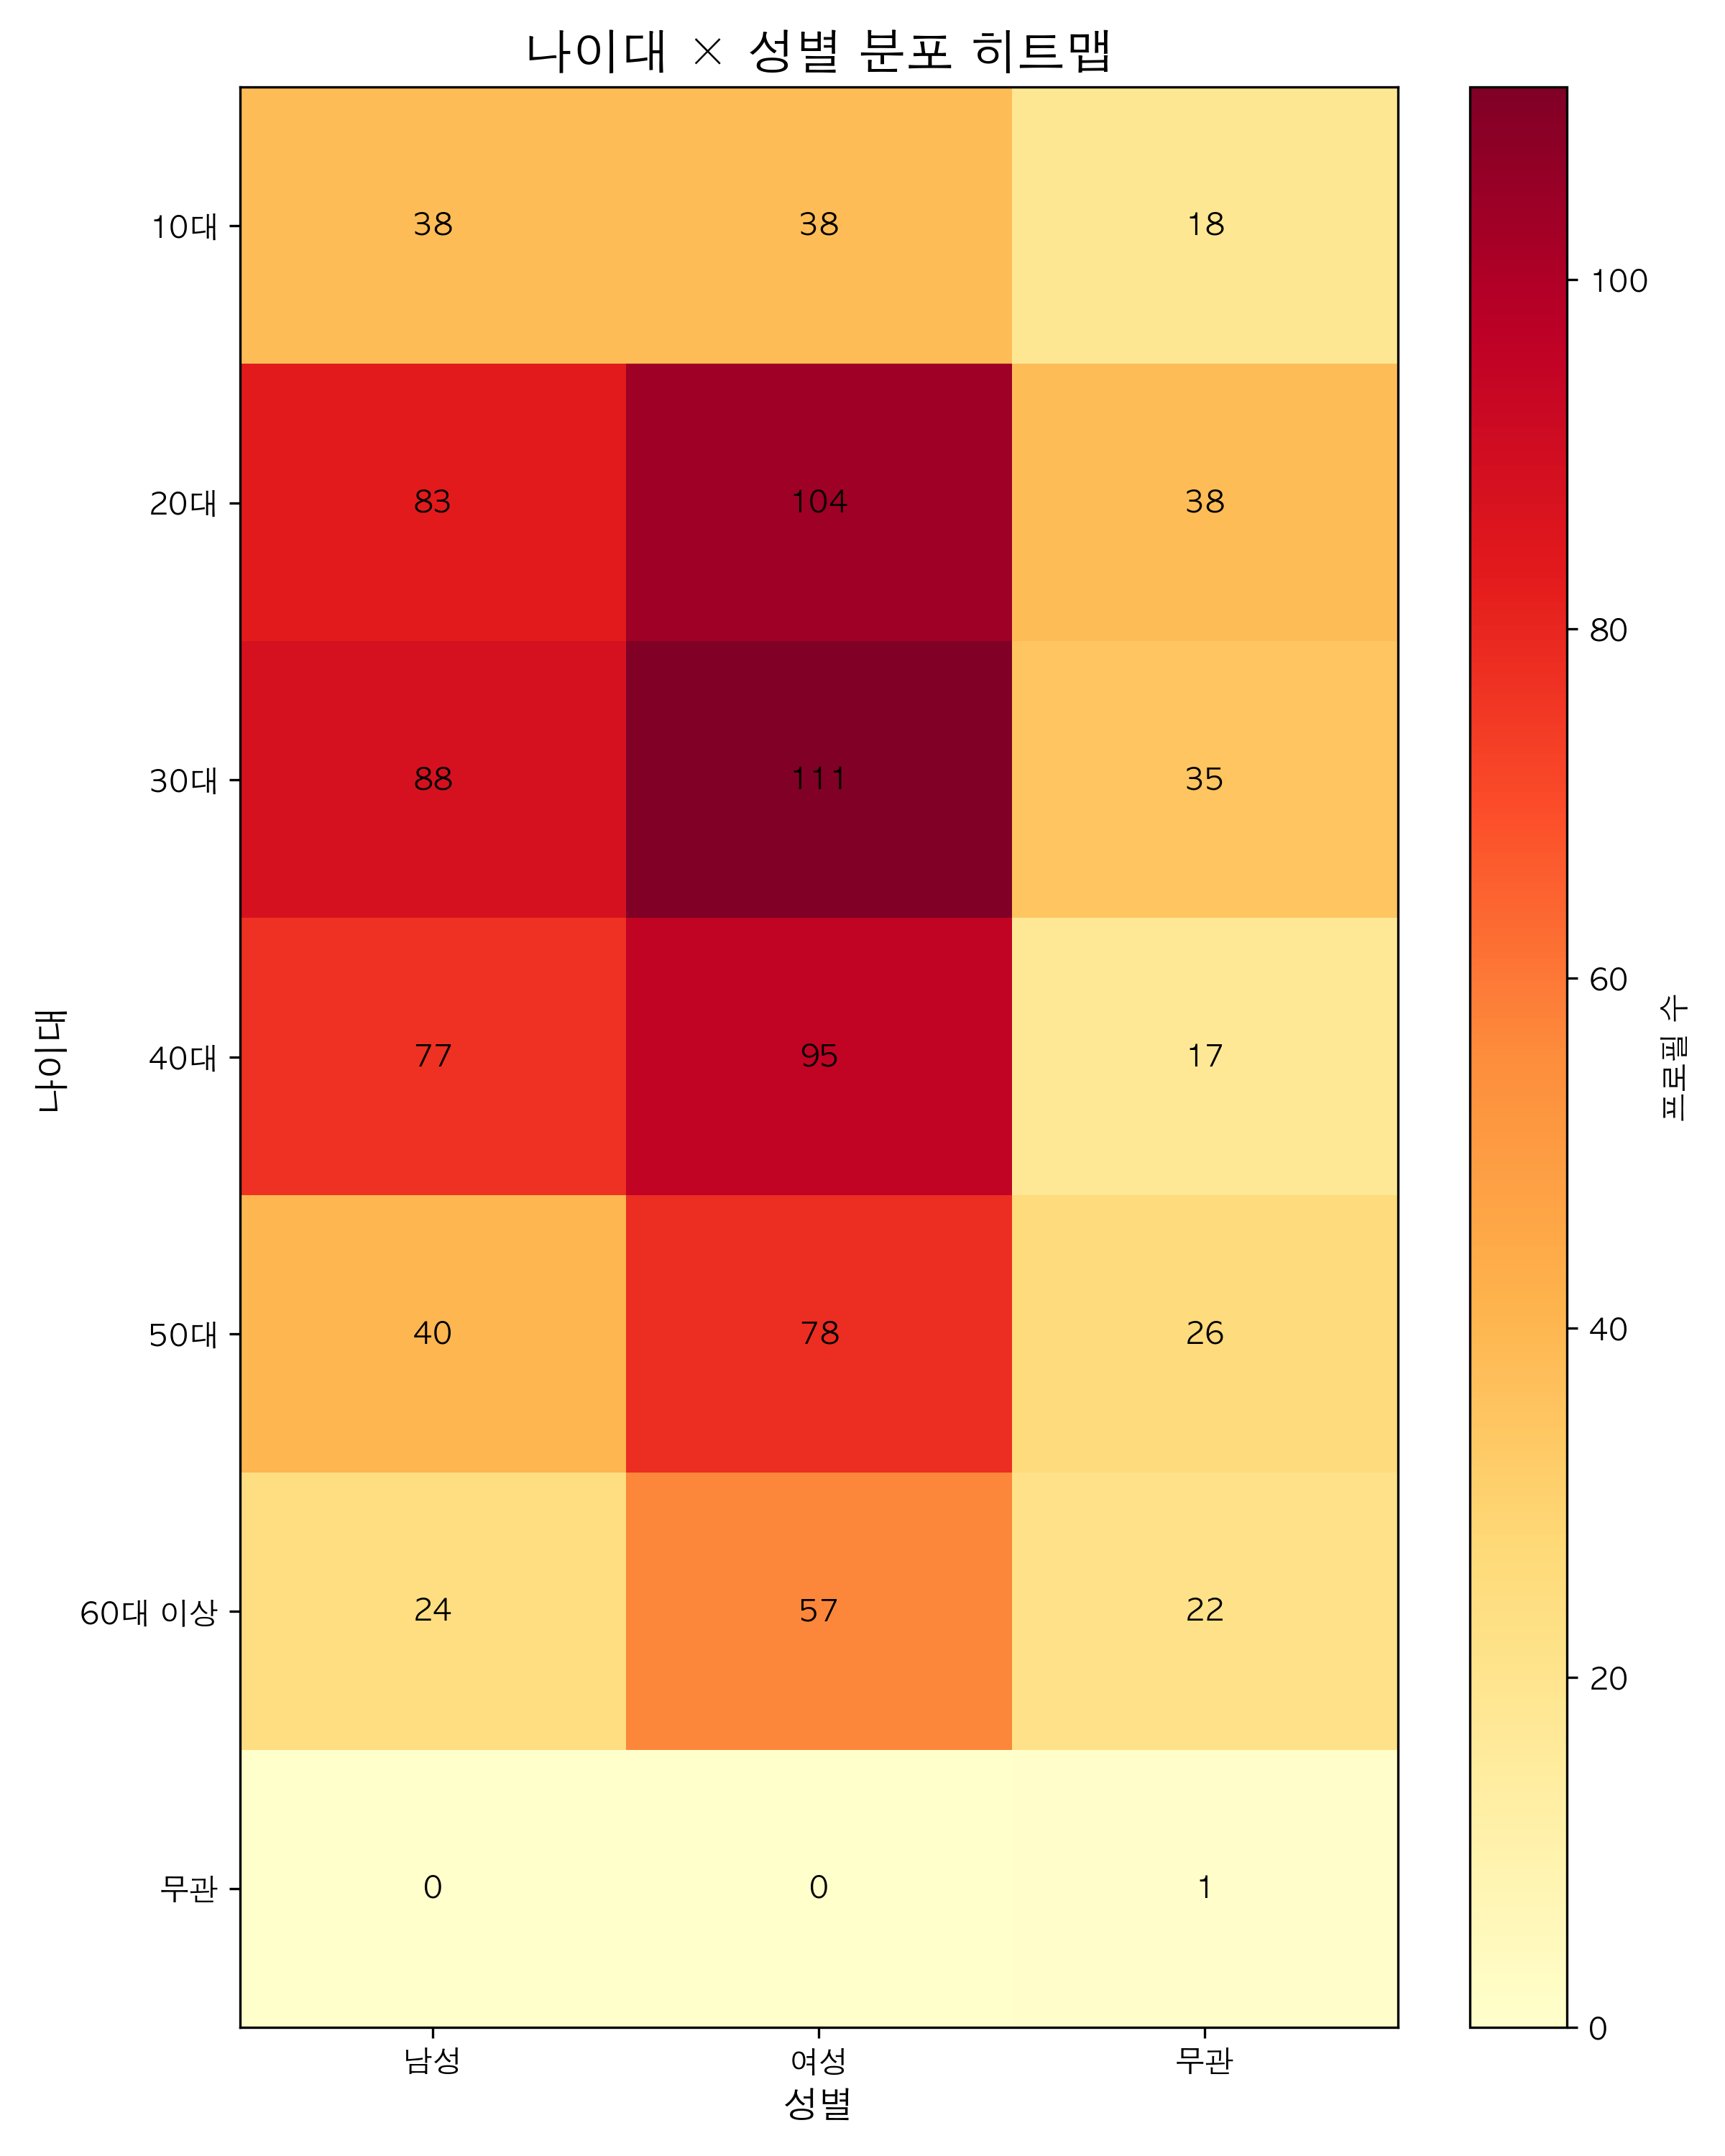 나이대 × 성별 분포 히트맵
10대 38 38 18
20대 83 104 38
30대 88 111 35
40대 77 95 17
50대 40 78 26
60대 이상 24 57 22
무관 0 0 1
남성 여성 무관
성별
나이대
100
80
60
40
20
0
프로필 수